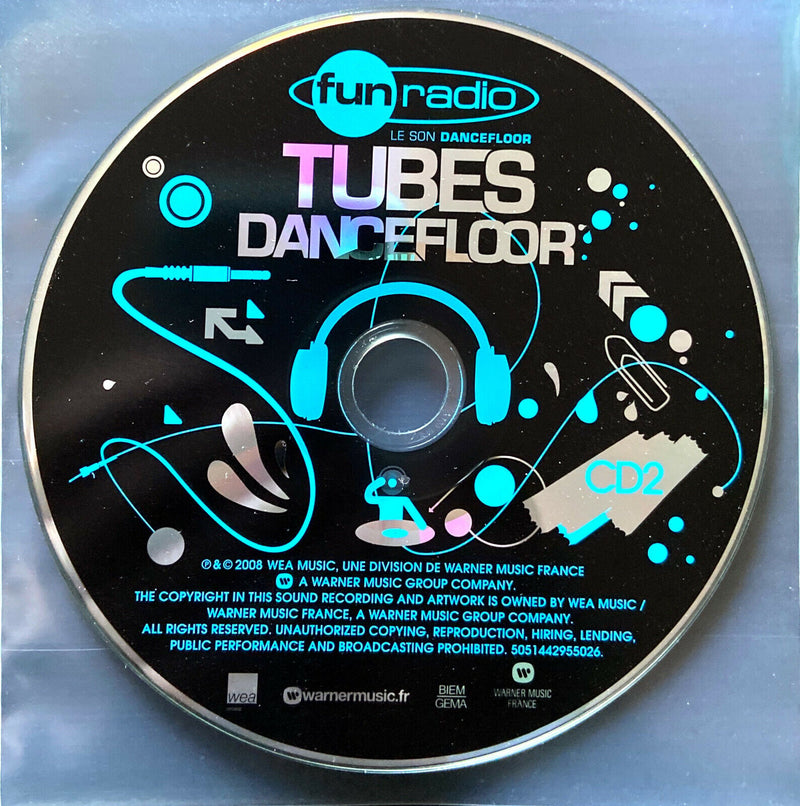 fun radio
LE SON DANCEFLOOR
TUBES
DANCEFLOOR
CD2
℗ & © 2008 WEA MUSIC, UNE DIVISION DE WARNER MUSIC FRANCE
A WARNER MUSIC GROUP COMPANY.
THE COPYRIGHT IN THIS SOUND RECORDING AND ARTWORK IS OWNED BY WEA MUSIC /
WARNER MUSIC FRANCE, A WARNER MUSIC GROUP COMPANY.
ALL RIGHTS RESERVED. UNAUTHORIZED COPYING, REPRODUCTION, HIRING, LENDING,
PUBLIC PERFORMANCE AND BROADCASTING PROHIBITED. 5051442955026.
wea
warnermusic.fr
BIEM
GEMA
WARNER MUSIC
FRANCE